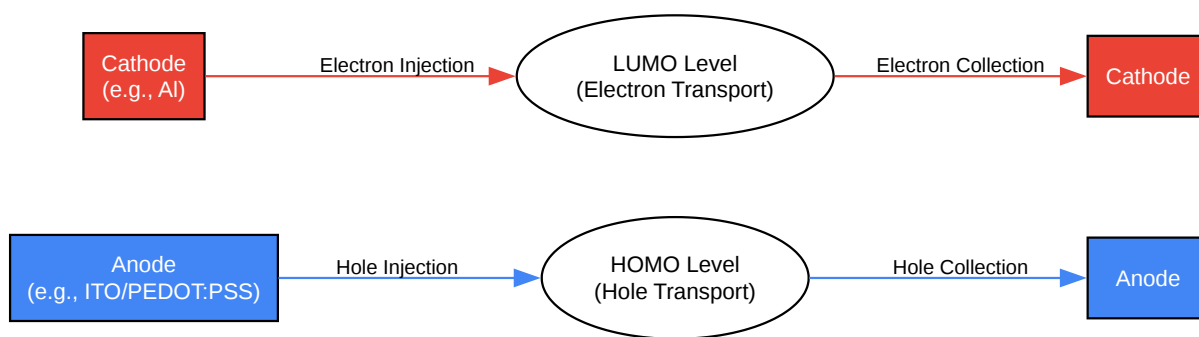 Cathode
(e.g., Al)
Electron Injection
LUMO Level
(Electron Transport)
Electron Collection
Cathode
Anode
(e.g., ITO/PEDOT:PSS)
Hole Injection
HOMO Level
(Hole Transport)
Hole Collection
Anode